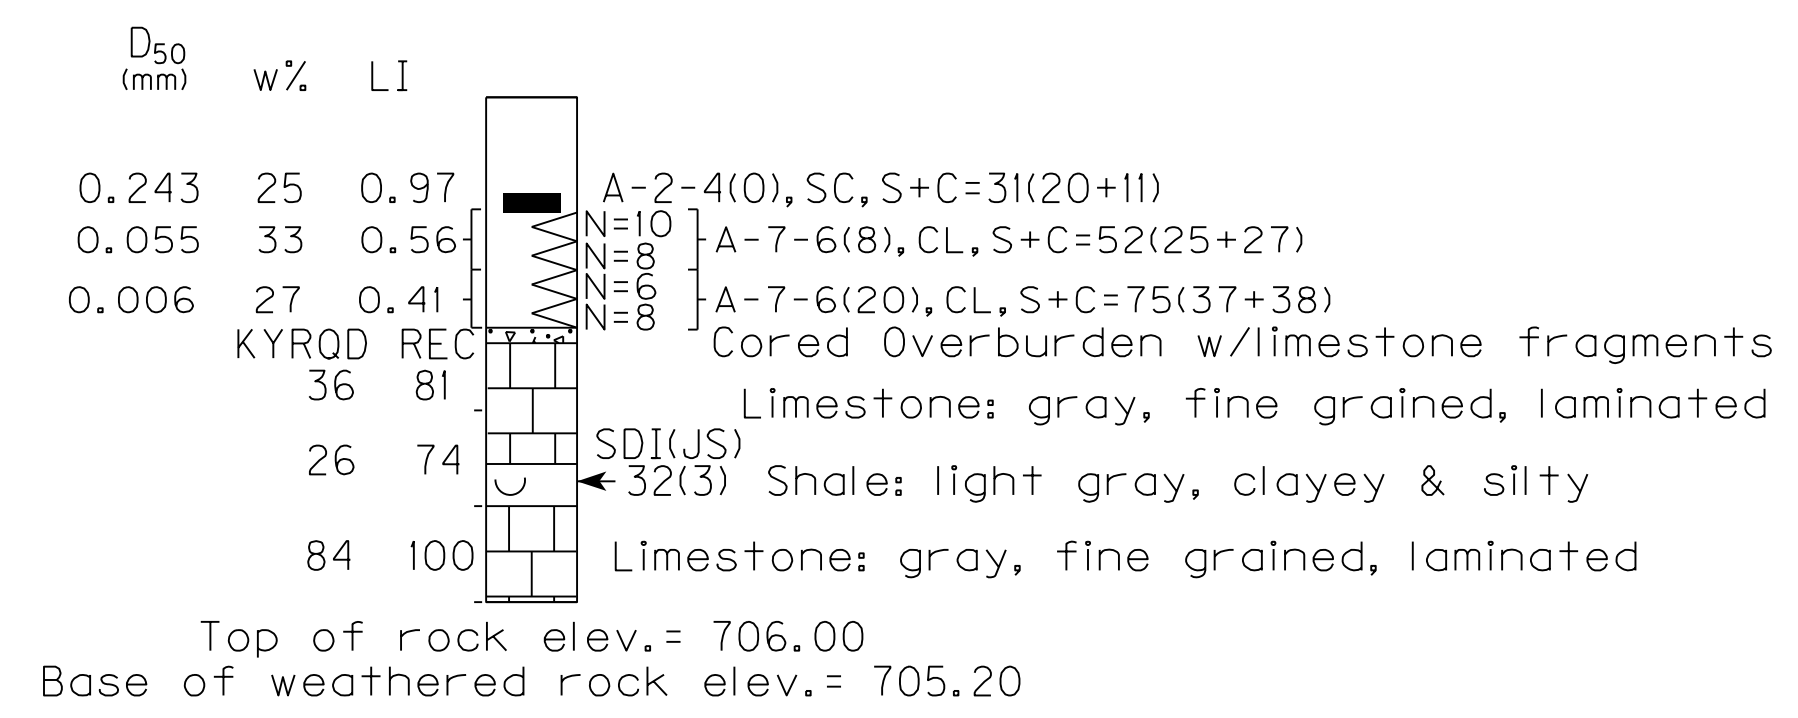 D50
(mm) w% LI
0.243 25 0.97 A-2-4(0), SC, S+C=31(20+11)
N=10
0.055 33 0.56 A-7-6(8), CL, S+C=52(25+27)
N=8
N=6
0.006 27 0.41 A-7-6(20), CL, S+C=75(37+38)
N=8
KYRQD REC Cored Overburden w/limestone fragments
36 81
Limestone: gray, fine grained, laminated
SDI(JS)
26 74
32(3) Shale: light gray, clayey & silty
84 100 Limestone: gray, fine grained, laminated
Top of rock elev.= 706.00
Base of weathered rock elev.= 705.20